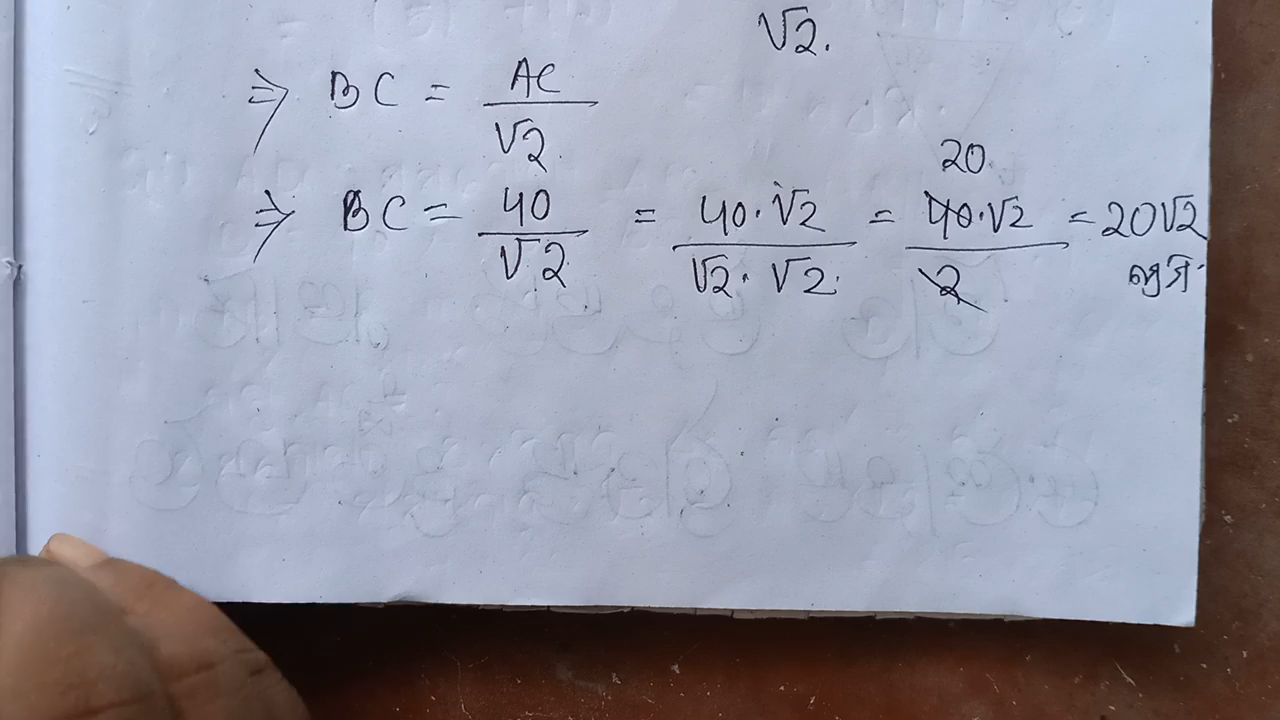 √2.
⇒ BC = AC / √2
⇒ BC = 40 / √2 = 40·√2 / √2·√2 = 40·√2 / 2 = 20√2
20